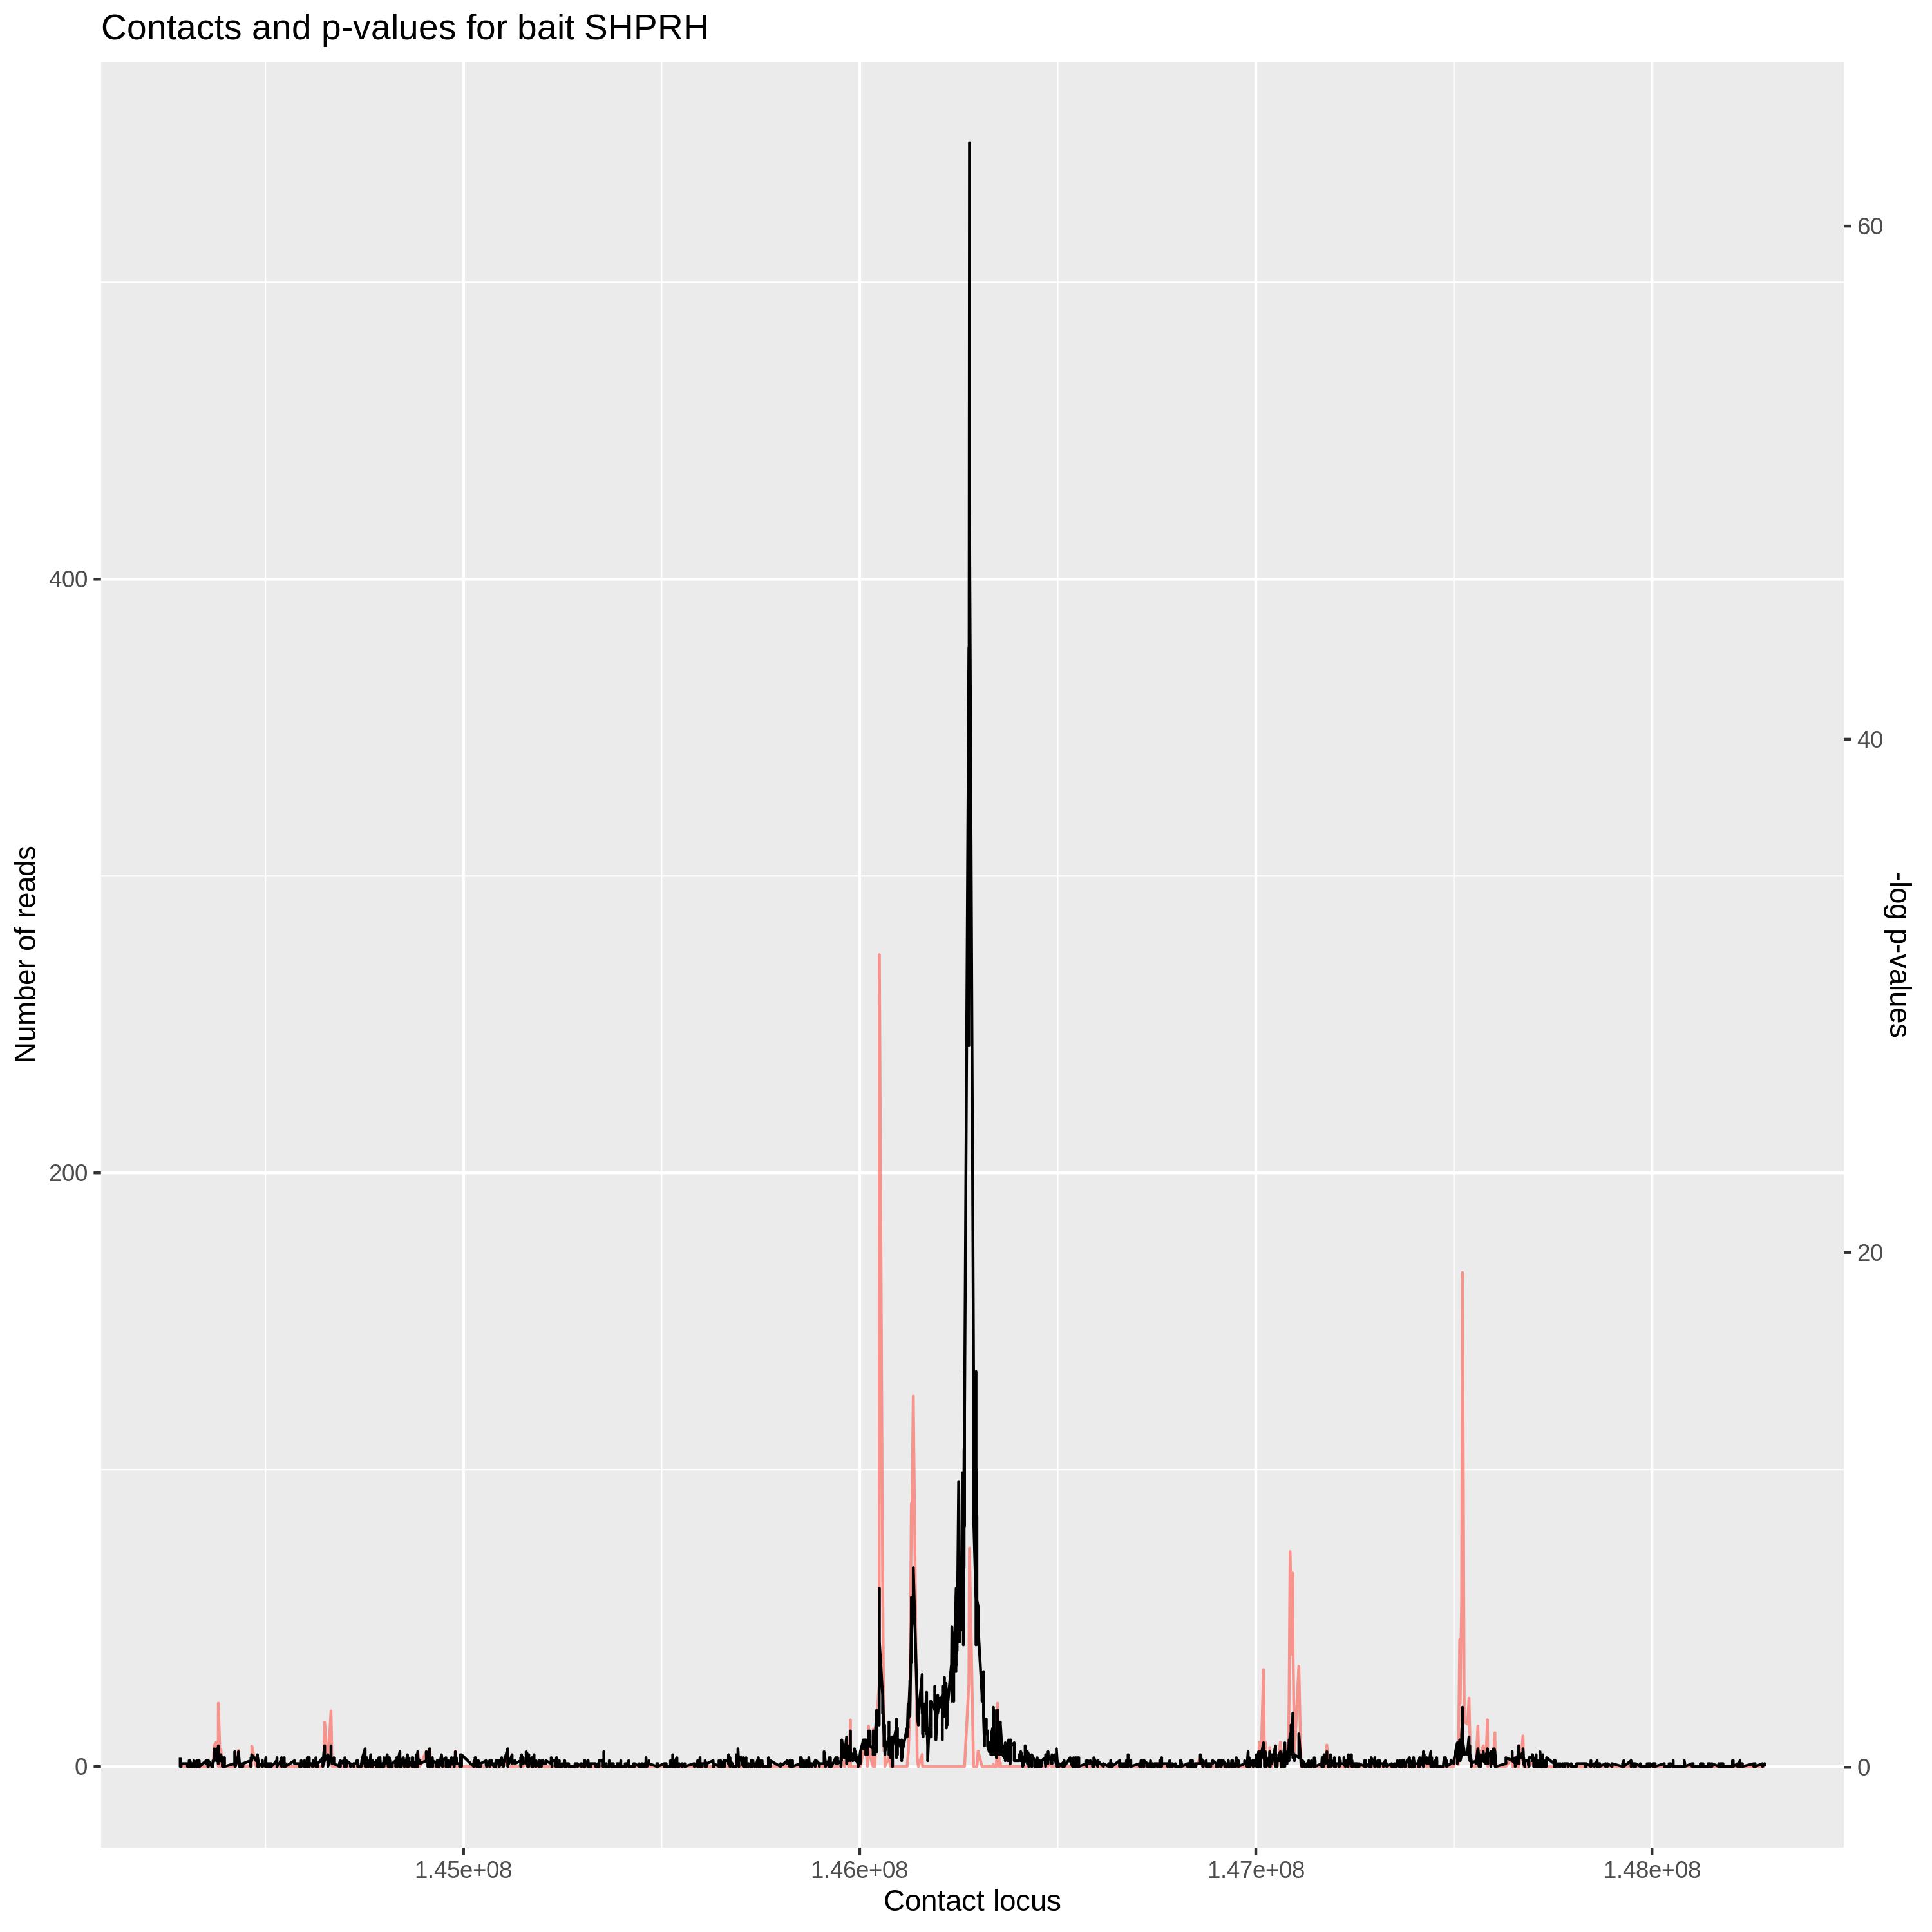 Contacts and p-values for bait SHPRH
60
400
40
Number of reads
-log p-values
200
20
0
0
1.45e+08
1.46e+08
1.47e+08
1.48e+08
Contact locus